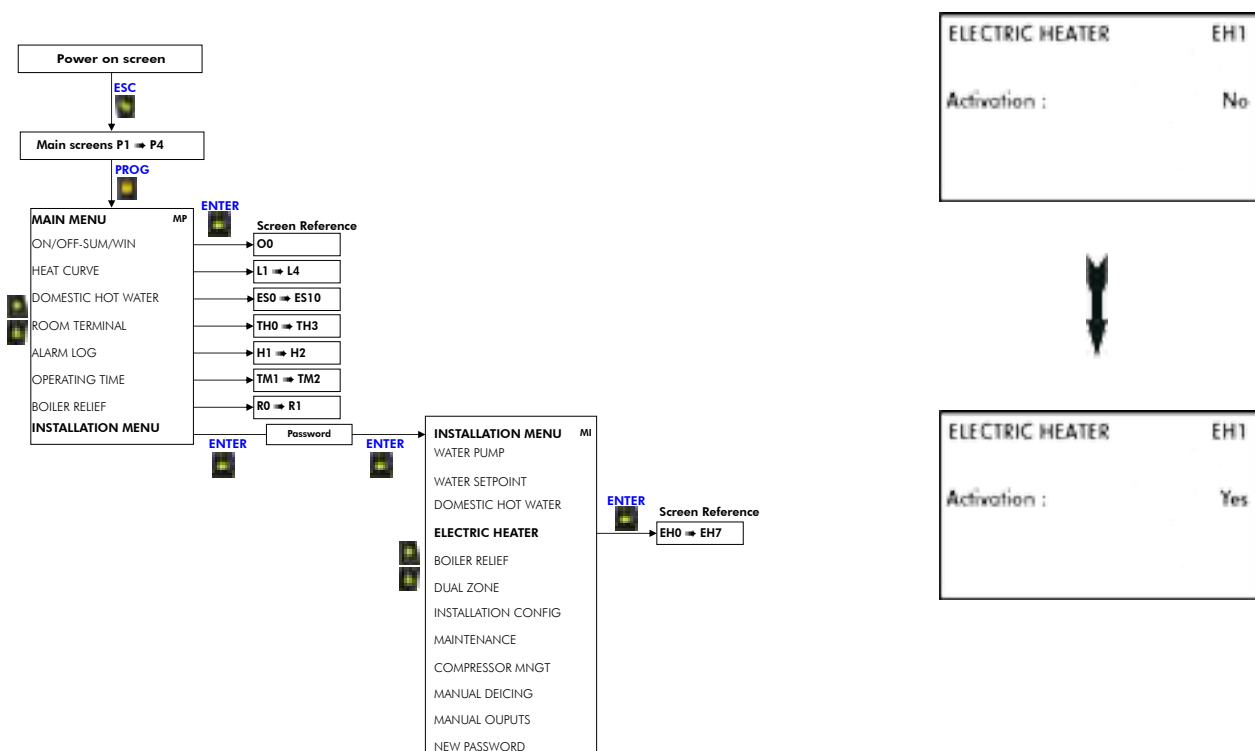 Power on screen
ESC
Main screens P1 ➠ P4
PROG
MAIN MENU MP
ENTER
Screen Reference
ON/OFF-SUM/WIN
O0
HEAT CURVE
L1 ➠ L4
DOMESTIC HOT WATER
ES0 ➠ ES10
ROOM TERMINAL
TH0 ➠ TH3
ALARM LOG
H1 ➠ H2
OPERATING TIME
TM1 ➠ TM2
BOILER RELIEF
R0 ➠ R1
INSTALLATION MENU
ENTER
Password
ENTER
INSTALLATION MENU MI
WATER PUMP
WATER SETPOINT
DOMESTIC HOT WATER
ELECTRIC HEATER
ENTER
Screen Reference
EH0 ➠ EH7
BOILER RELIEF
DUAL ZONE
INSTALLATION CONFIG
MAINTENANCE
COMPRESSOR MNGT
MANUAL DEICING
MANUAL OUPUTS
NEW PASSWORD
ELECTRIC HEATER EH1
Activation : No
ELECTRIC HEATER EH1
Activation : Yes